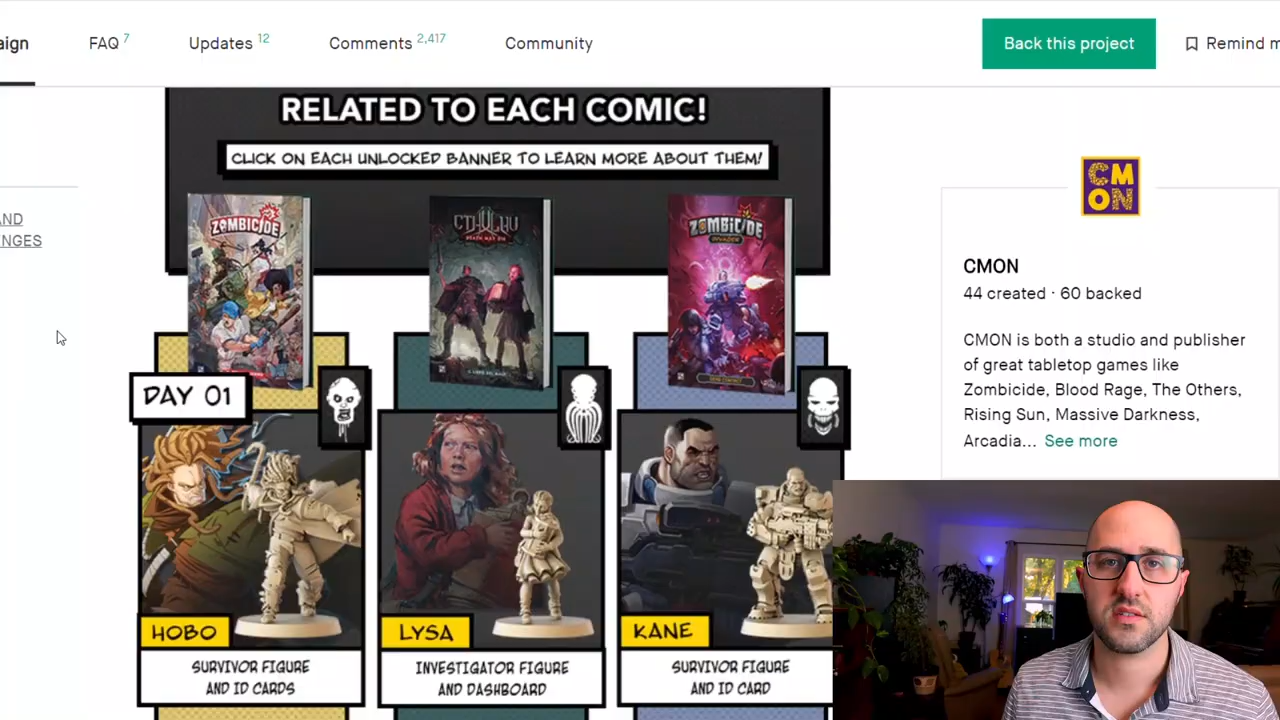 aign
FAQ 7
Updates 12
Comments 2,417
Community
Back this project
Remind m
RELATED TO EACH COMIC!
CLICK ON EACH UNLOCKED BANNER TO LEARN MORE ABOUT THEM!
AND
NGES
ZOMBICIDE
CTHULHU
DEATH MAY DIE
ZOMBICIDE
INVADER
CMON
CMON
44 created · 60 backed
CMON is both a studio and publisher
of great tabletop games like
Zombicide, Blood Rage, The Others,
Rising Sun, Massive Darkness,
Arcadia... See more
DAY 01
HOBO
SURVIVOR FIGURE
AND ID CARDS
LYSA
INVESTIGATOR FIGURE
AND DASHBOARD
KANE
SURVIVOR FIGURE
AND ID CARD